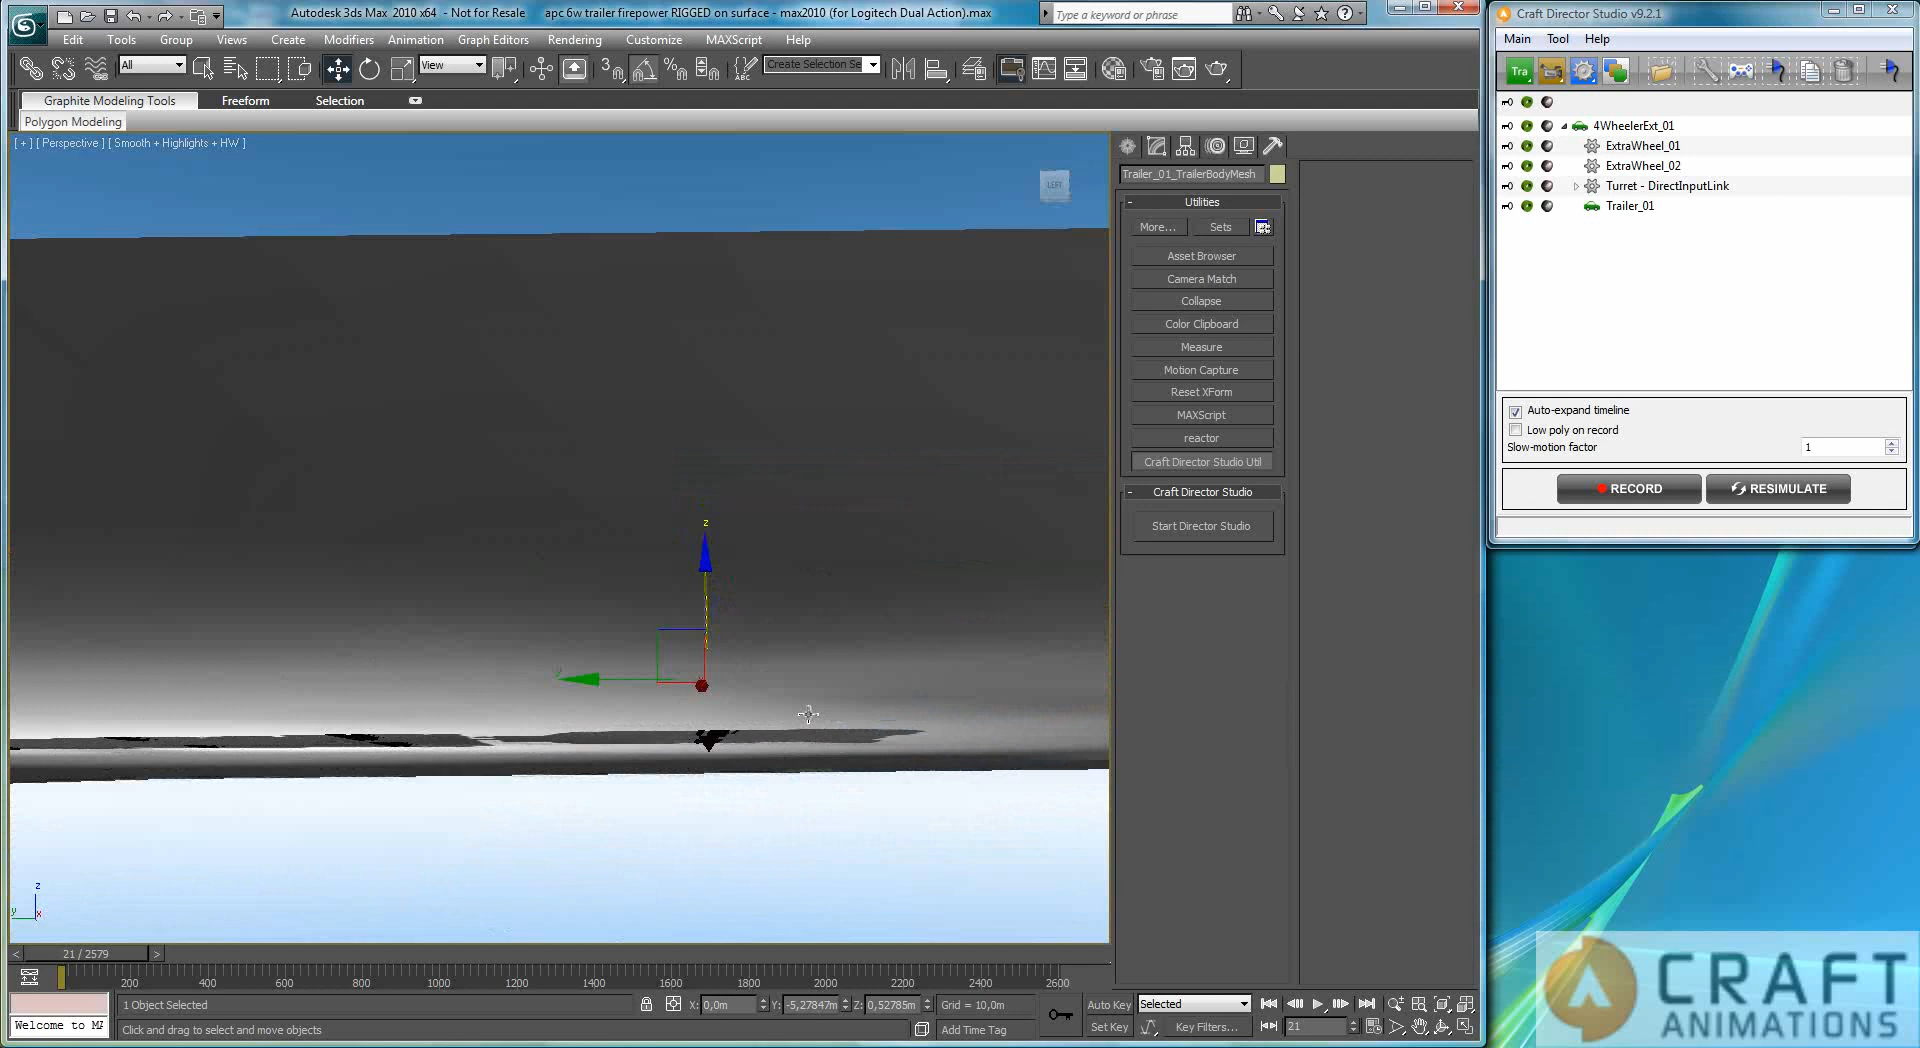 Autodesk 3ds Max 2010 x64 - Not for Resale apc 6w trailer firepower RIGGED on surface - max2010 (for Logitech Dual Action).max
Type a keyword or phrase
Edit Tools Group Views Create Modifiers Animation Graph Editors Rendering Customize MAXScript Help
All
View
3
ABC
Create Selection Se
Graphite Modeling Tools Freeform Selection
Polygon Modeling
[ + ] [ Perspective ] [ Smooth + Highlights + HW ]
LEFT
z
y
z
y x
Trailer_01_TrailerBodyMesh
- Utilities
More... Sets
Asset Browser
Camera Match
Collapse
Color Clipboard
Measure
Motion Capture
Reset XForm
MAXScript
reactor
Craft Director Studio Util
- Craft Director Studio
Start Director Studio
< 21 / 2579 >
200 400 600 800 1000 1200 1400 1600 1800 2000 2200 2400 2600
1 Object Selected X: 0,0m Y: -5,27847m Z: 0,52785m Grid = 10,0m Auto Key Selected
Welcome to MA Click and drag to select and move objects Add Time Tag Set Key Key Filters... 21
Craft Director Studio v9.2.1
Main Tool Help
Tra
4WheelerExt_01
ExtraWheel_01
ExtraWheel_02
Turret - DirectInputLink
Trailer_01
Auto-expand timeline
Low poly on record
Slow-motion factor 1
RECORD RESIMULATE
CRAFT
ANIMATIONS